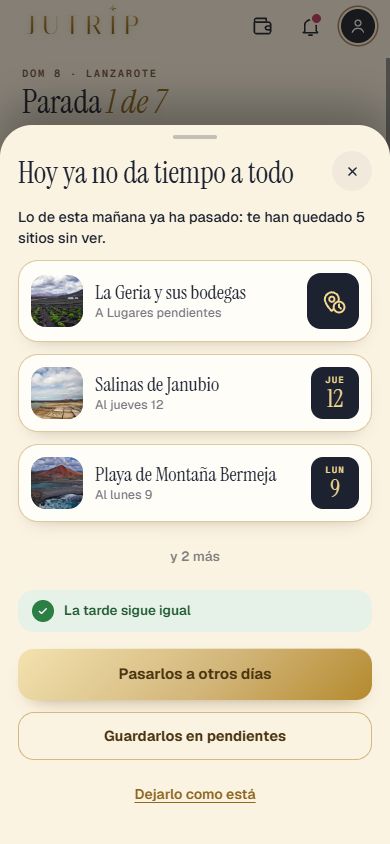 JUTRIP
DOM 8 · LANZAROTE
Parada 1 de 7
Hoy ya no da tiempo a todo
Lo de esta mañana ya ha pasado: te han quedado 5
sitios sin ver.
La Geria y sus bodegas
A Lugares pendientes
Salinas de Janubio
Al jueves 12
JUE
12
Playa de Montaña Bermeja
Al lunes 9
LUN
9
y 2 más
La tarde sigue igual
Pasarlos a otros días
Guardarlos en pendientes
Dejarlo como está